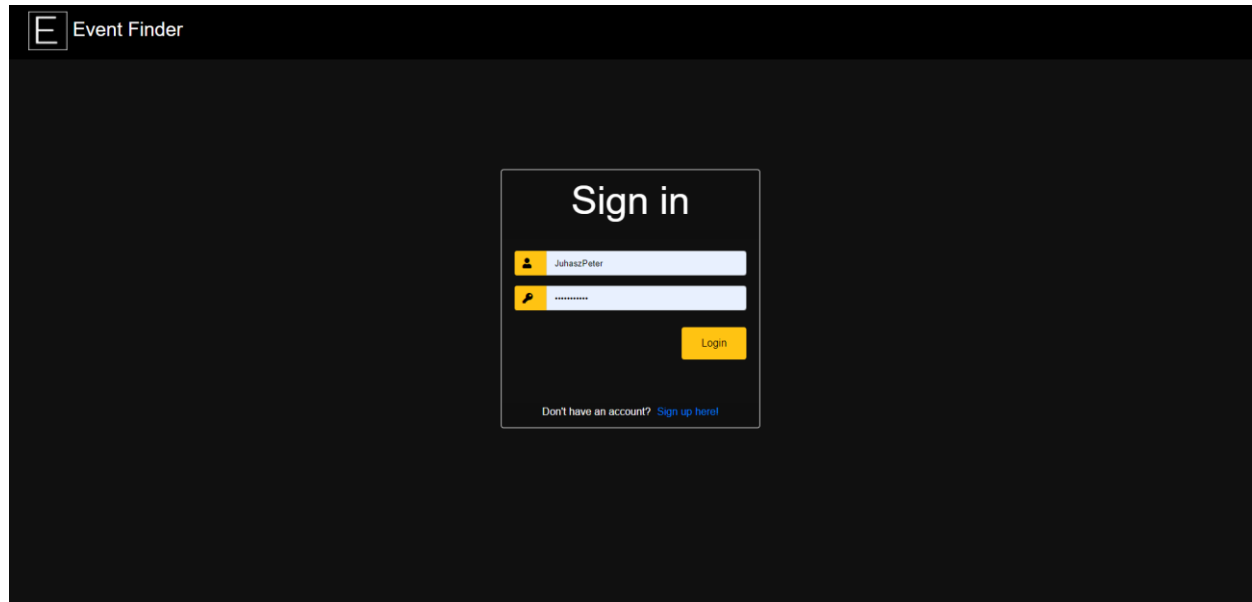 E Event Finder
Sign in
JuhaszPeter
···········
Login
Don't have an account? Sign up here!